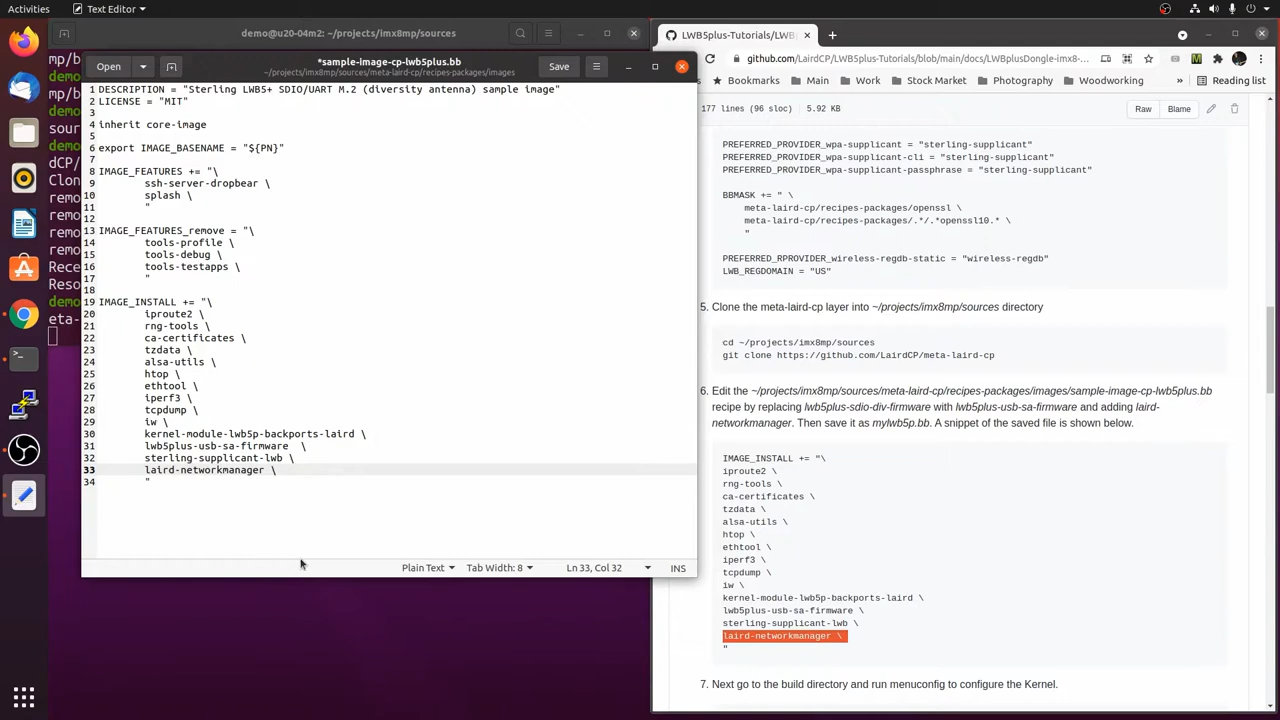 Activities
Text Editor
demo@u20-04m2: ~/projects/imx8mp/sources
*sample-image-cp-lwb5plus.bb
~/projects/imx8mp/sources/meta-laird-cp/recipes-packages/images
Save
1 DESCRIPTION = "Sterling LWB5+ SDIO/UART M.2 (diversity antenna) sample image"
2 LICENSE = "MIT"
3
4 inherit core-image
5
6 export IMAGE_BASENAME = "${PN}"
7
8 IMAGE_FEATURES += "\
9 ssh-server-dropbear \
10 splash \
11 "
12
13 IMAGE_FEATURES_remove = "\
14 tools-profile \
15 tools-debug \
16 tools-testapps \
17 "
18
19 IMAGE_INSTALL += "\
20 iproute2 \
21 rng-tools \
22 ca-certificates \
23 tzdata \
24 alsa-utils \
25 htop \
26 ethtool \
27 iperf3 \
28 tcpdump \
29 iw \
30 kernel-module-lwb5p-backports-laird \
31 lwb5plus-usb-sa-firmware \
32 sterling-supplicant-lwb \
33 laird-networkmanager \
34 "
Plain Text
Tab Width: 8
Ln 33, Col 32
INS
mp/b
demo
sour
dCP/
Clon
remo
remo
remo
remo
Rece
Reso
demo
eta-
LWB5plus-Tutorials/LWB
github.com/LairdCP/LWB5plus-Tutorials/blob/main/docs/LWBplusDongle-imx8-...
Bookmarks
Main
Work
Stock Market
Photography
Woodworking
»
Reading list
177 lines (96 sloc)
5.92 KB
Raw
Blame
PREFERRED_PROVIDER_wpa-supplicant = "sterling-supplicant"
PREFERRED_PROVIDER_wpa-supplicant-cli = "sterling-supplicant"
PREFERRED_PROVIDER_wpa-supplicant-passphrase = "sterling-supplicant"
BBMASK += " \
meta-laird-cp/recipes-packages/openssl \
meta-laird-cp/recipes-packages/.*/.*openssl10.* \
"
PREFERRED_RPROVIDER_wireless-regdb-static = "wireless-regdb"
LWB_REGDOMAIN = "US"
5. Clone the meta-laird-cp layer into ~/projects/imx8mp/sources directory
cd ~/projects/imx8mp/sources
git clone https://github.com/LairdCP/meta-laird-cp
6. Edit the ~/projects/imx8mp/sources/meta-laird-cp/recipes-packages/images/sample-image-cp-lwb5plus.bb
recipe by replacing lwb5plus-sdio-div-firmware with lwb5plus-usb-sa-firmware and adding laird-
networkmanager. Then save it as mylwb5p.bb. A snippet of the saved file is shown below.
IMAGE_INSTALL += "\
iproute2 \
rng-tools \
ca-certificates \
tzdata \
alsa-utils \
htop \
ethtool \
iperf3 \
tcpdump \
iw \
kernel-module-lwb5p-backports-laird \
lwb5plus-usb-sa-firmware \
sterling-supplicant-lwb \
laird-networkmanager \
"
7. Next go to the build directory and run menuconfig to configure the Kernel.